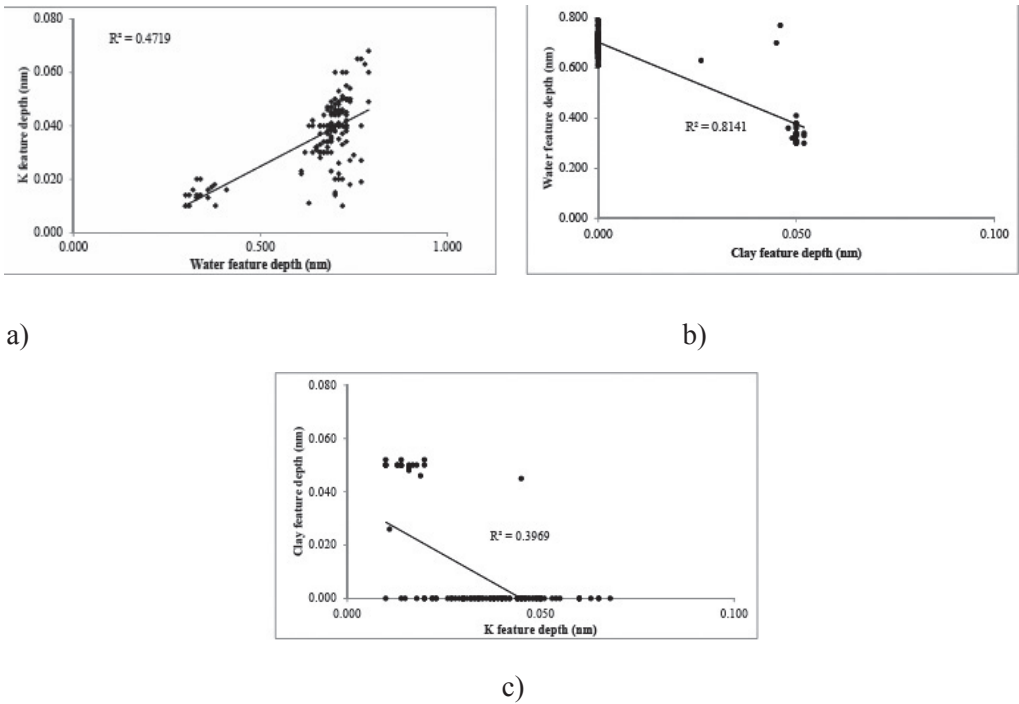 0.080
R² = 0.4719
0.060
0.040
0.020
0.000
K feature depth (nm)
0.000 0.500 1.000
Water feature depth (nm)
0.800
0.600
0.400
R² = 0.8141
0.200
0.000
Water feature depth (nm)
0.000 0.050 0.100
Clay feature depth (nm)
a) b)
0.080
0.060
0.040
R² = 0.3969
0.020
0.000
Clay feature depth (nm)
0.000 0.050 0.100
K feature depth (nm)
c)